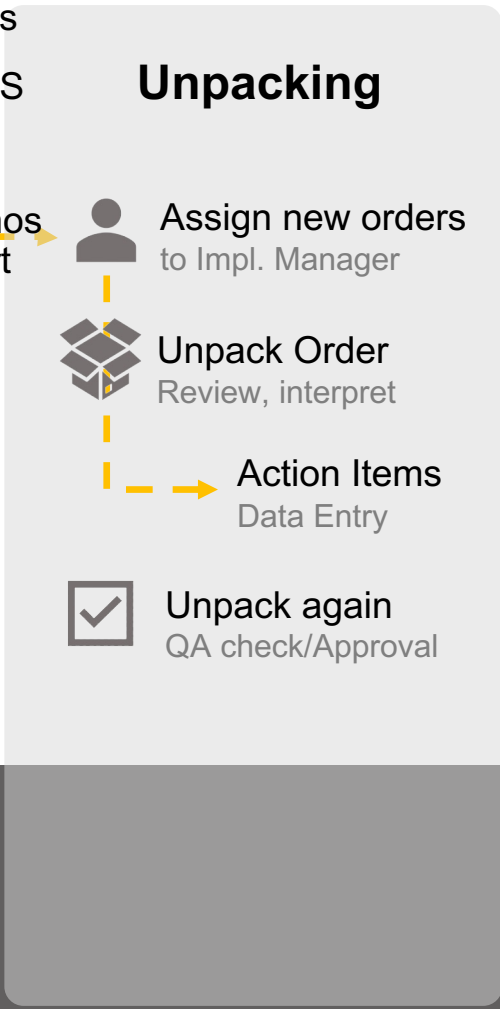 s
S
Unpacking
nos
t
Assign new orders
to Impl. Manager
Unpack Order
Review, interpret
Action Items
Data Entry
Unpack again
QA check/Approval